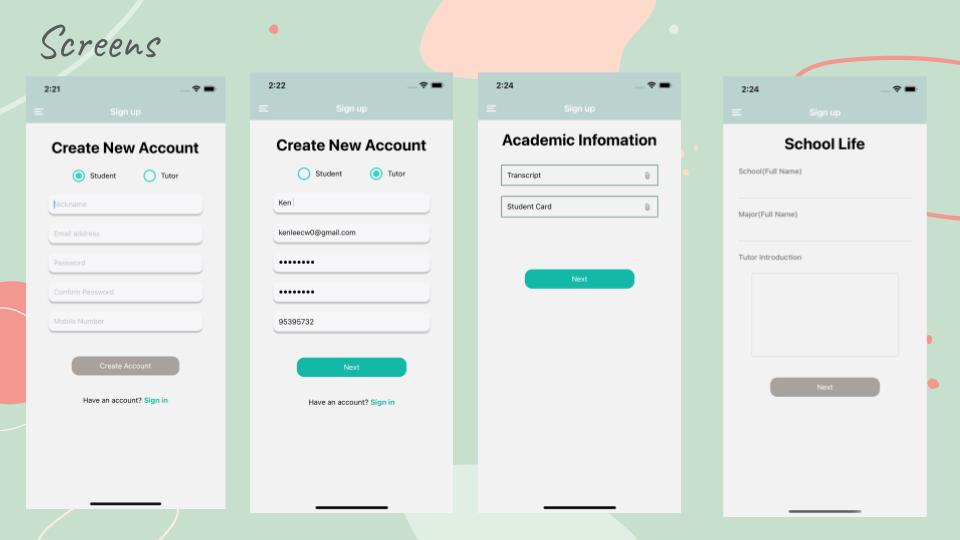 Screens
2:21
Sign up
Create New Account
Student Tutor
Nickname
Email address
Password
Confirm Password
Mobile Number
Create Account
Have an account? Sign in
2:22
Sign up
Create New Account
Student Tutor
Ken
kenleecw0@gmail.com
••••••••
••••••••
95395732
Next
Have an account? Sign in
2:24
Sign up
Academic Infomation
Transcript
Student Card
Next
2:24
Sign up
School Life
School(Full Name)
Major(Full Name)
Tutor Introduction
Next